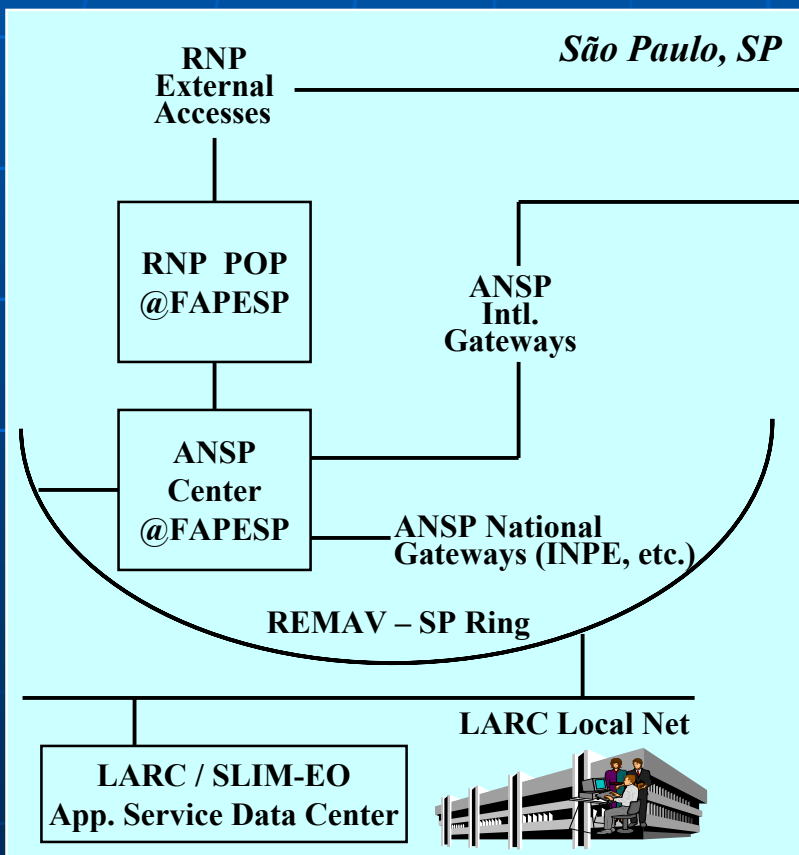 São Paulo, SP
RNP
External
Accesses
RNP POP
@FAPESP
ANSP
Intl.
Gateways
ANSP
Center
@FAPESP
ANSP National
Gateways (INPE, etc.)
REMAV – SP Ring
LARC Local Net
LARC / SLIM-EO
App. Service Data Center